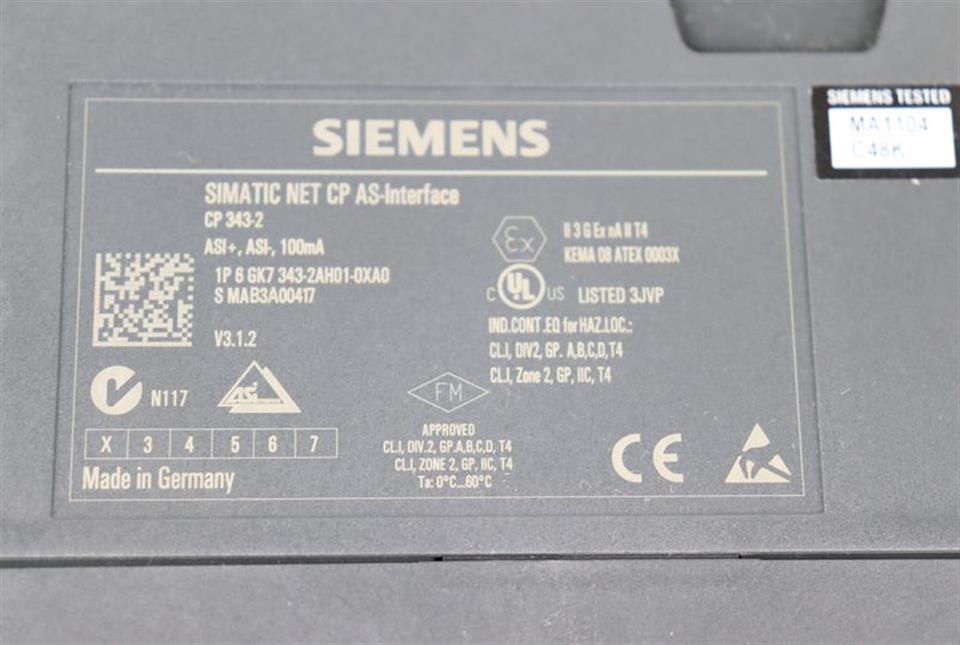 SIEMENS
SIEMENS TESTED
MA1104
C48K
SIMATIC NET CP AS-Interface
CP 343-2
ASI+, ASI-, 100mA
1P 6 GK7 343-2AH01-0XA0
S MAB3A00417
V3.1.2
Ex
II 3 G Ex nA II T4
KEMA 08 ATEX 0003X
C UL US LISTED 3JVP
IND.CONT.EQ for HAZ.LOC.:
CL.I, DIV2, GP. A,B,C,D,T4
CL.I, Zone 2, GP, IIC, T4
N117
ASi
FM
APPROVED
CL.I, DIV.2, GP.A,B,C,D, T4
CL.I, ZONE 2, GP, IIC, T4
Ta: 0°C...60°C
X 3 4 5 6 7
Made in Germany
CE